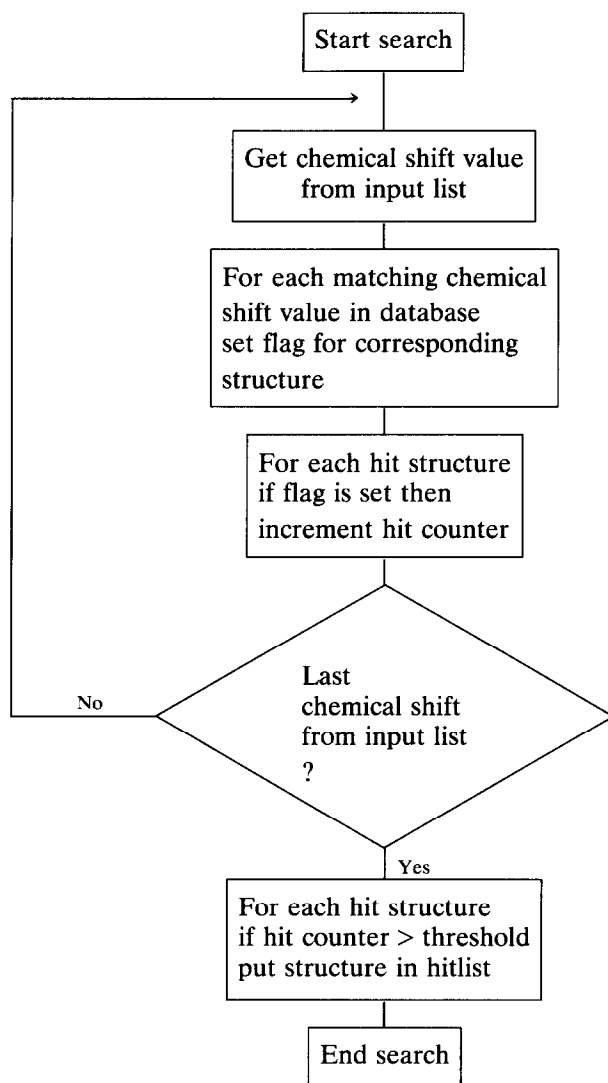 Start search
Get chemical shift value
from input list
For each matching chemical
shift value in database
set flag for corresponding
structure
For each hit structure
if flag is set then
increment hit counter
Last
chemical shift
from input list
?
No
Yes
For each hit structure
if hit counter > threshold
put structure in hitlist
End search